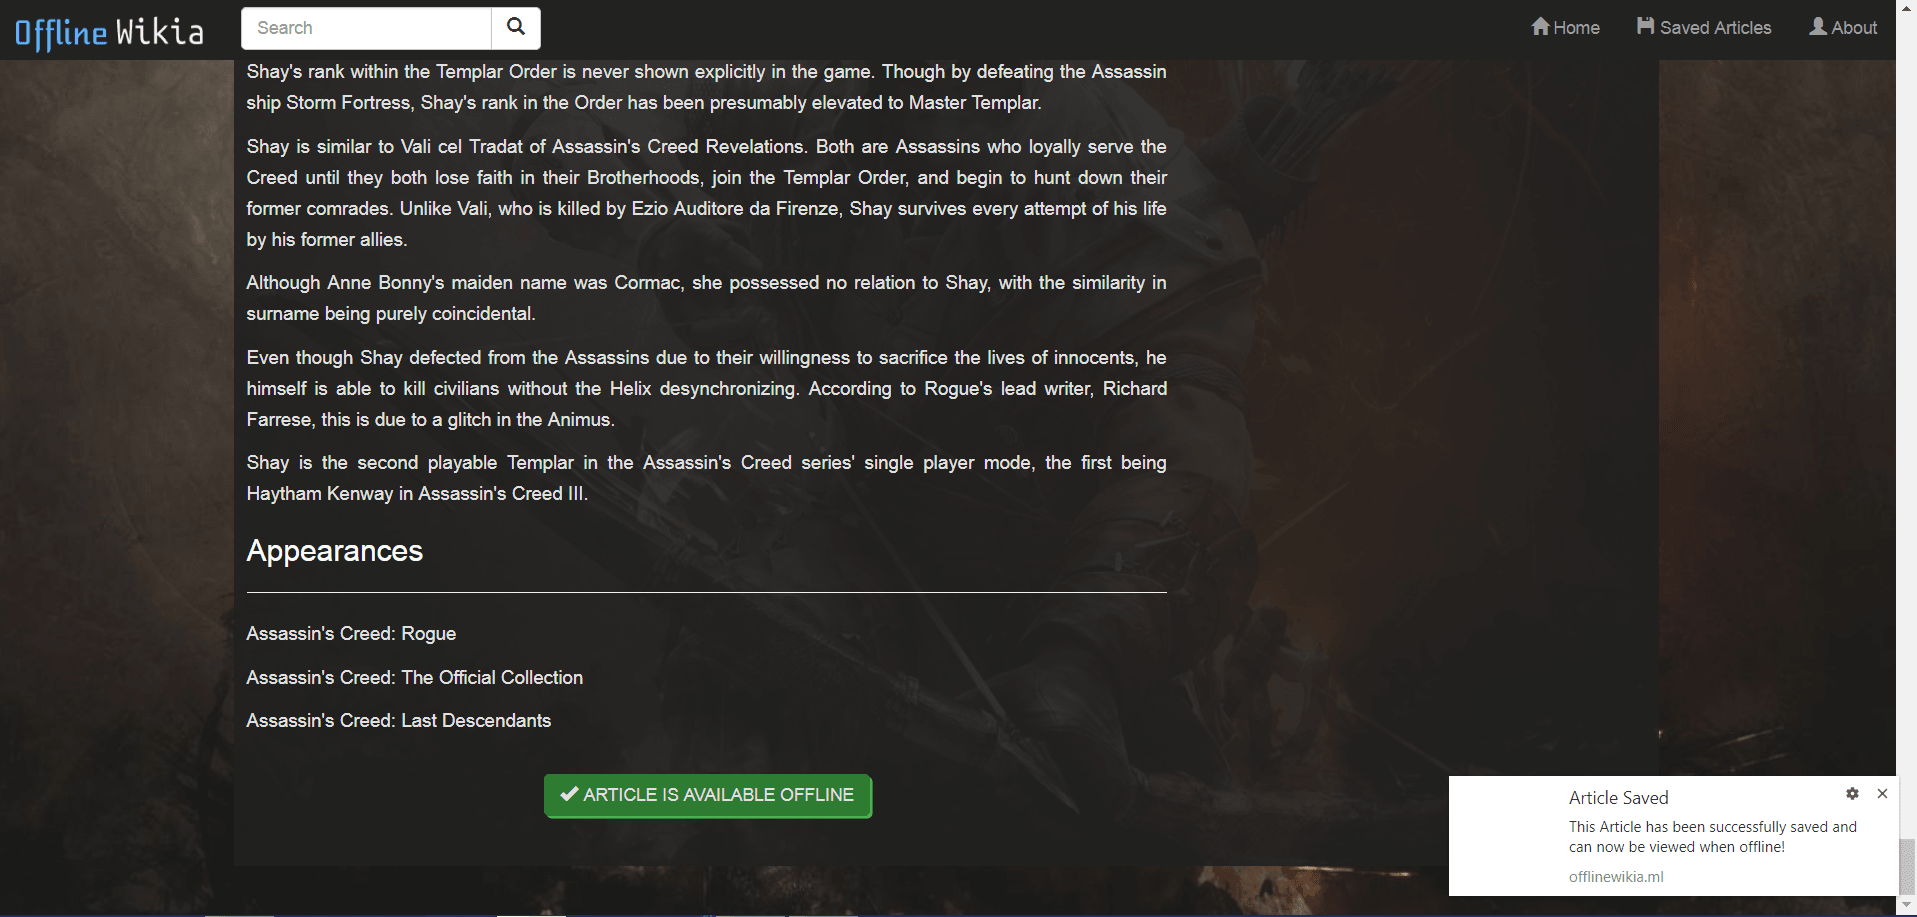 Offline Wikia
Search
Home
Saved Articles
About
Shay's rank within the Templar Order is never shown explicitly in the game. Though by defeating the Assassin
ship Storm Fortress, Shay's rank in the Order has been presumably elevated to Master Templar.
Shay is similar to Vali cel Tradat of Assassin's Creed Revelations. Both are Assassins who loyally serve the
Creed until they both lose faith in their Brotherhoods, join the Templar Order, and begin to hunt down their
former comrades. Unlike Vali, who is killed by Ezio Auditore da Firenze, Shay survives every attempt of his life
by his former allies.
Although Anne Bonny's maiden name was Cormac, she possessed no relation to Shay, with the similarity in
surname being purely coincidental.
Even though Shay defected from the Assassins due to their willingness to sacrifice the lives of innocents, he
himself is able to kill civilians without the Helix desynchronizing. According to Rogue's lead writer, Richard
Farrese, this is due to a glitch in the Animus.
Shay is the second playable Templar in the Assassin's Creed series' single player mode, the first being
Haytham Kenway in Assassin's Creed III.
Appearances
Assassin's Creed: Rogue
Assassin's Creed: The Official Collection
Assassin's Creed: Last Descendants
ARTICLE IS AVAILABLE OFFLINE
Article Saved
This Article has been successfully saved and
can now be viewed when offline!
offlinewikia.ml